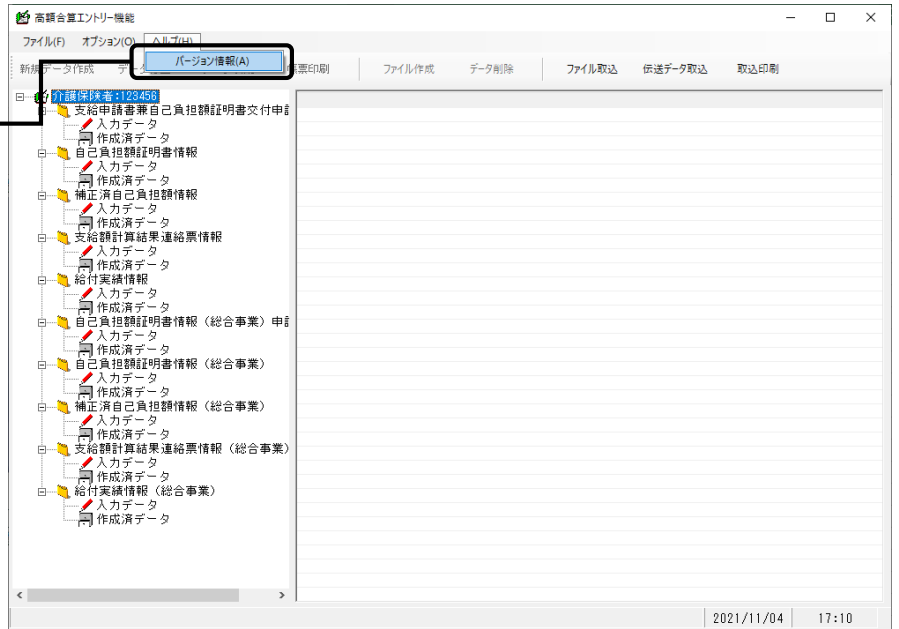 高額合算エントリー機能
ファイル(F) オプション(O) ヘルプ(H)
バージョン情報(A)
新規データ作成 票印刷 ファイル作成 データ削除 ファイル取込 伝送データ取込 取込印刷
介護保険者:123456
支給申請書兼自己負担額証明書交付申
入力データ
作成済データ
自己負担額証明書情報
入力データ
作成済データ
補正済自己負担額情報
入力データ
作成済データ
支給額計算結果連絡票情報
入力データ
作成済データ
給付実績情報
入力データ
作成済データ
自己負担額証明書情報（総合事業）申
入力データ
作成済データ
自己負担額証明書情報（総合事業）
入力データ
作成済データ
補正済自己負担額情報（総合事業）
入力データ
作成済データ
支給額計算結果連絡票情報（総合事業）
入力データ
作成済データ
給付実績情報（総合事業）
入力データ
作成済データ
2021/11/04 17:10